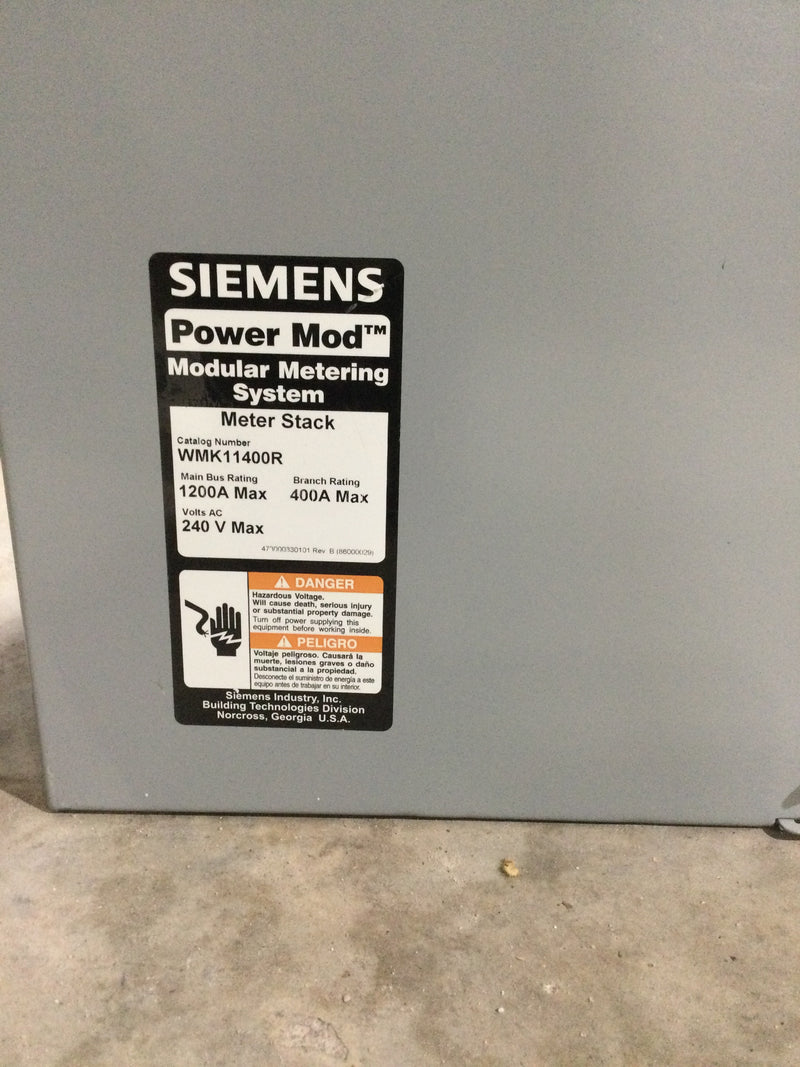 SIEMENS
Power Mod™
Modular Metering
System
Meter Stack
Catalog Number
WMK11400R
Main Bus Rating Branch Rating
1200A Max 400A Max
Volts AC
240 V Max
Rev B (86000029)
⚠ DANGER
Hazardous Voltage.
Will cause death, serious injury
or substantial property damage.
Turn off power supplying this
equipment before working inside.
⚠ PELIGRO
Voltaje peligroso. Causará la
muerte, lesiones graves o daño
substancial a la propiedad.
Desconecte el suministro de energía a este
equipo antes de trabajar en su interior.
Siemens Industry, Inc.
Building Technologies Division
Norcross, Georgia U.S.A.